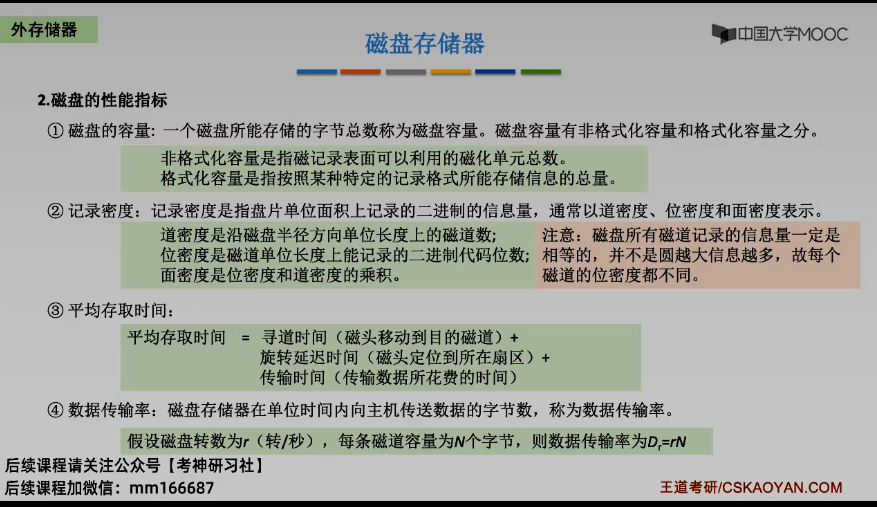 外存储器
磁盘存储器
中国大学MOOC
2.磁盘的性能指标
① 磁盘的容量: 一个磁盘所能存储的字节总数称为磁盘容量。磁盘容量有非格式化容量和格式化容量之分。
非格式化容量是指磁记录表面可以利用的磁化单元总数。
格式化容量是指按照某种特定的记录格式所能存储信息的总量。
② 记录密度：记录密度是指盘片单位面积上记录的二进制的信息量，通常以道密度、位密度和面密度表示。
道密度是沿磁盘半径方向单位长度上的磁道数;
位密度是磁道单位长度上能记录的二进制代码位数;
面密度是位密度和道密度的乘积。
注意：磁盘所有磁道记录的信息量一定是
相等的，并不是圆越大信息越多，故每个
磁道的位密度都不同。
③ 平均存取时间：
平均存取时间 = 寻道时间（磁头移动到目的磁道）+
旋转延迟时间（磁头定位到所在扇区）+
传输时间（传输数据所花费的时间）
④ 数据传输率：磁盘存储器在单位时间内向主机传送数据的字节数，称为数据传输率。
假设磁盘转数为r（转/秒），每条磁道容量为N个字节，则数据传输率为Dr=rN
后续课程请关注公众号【考神研习社】
后续课程加微信：mm166687
王道考研/CSKAOYAN.COM